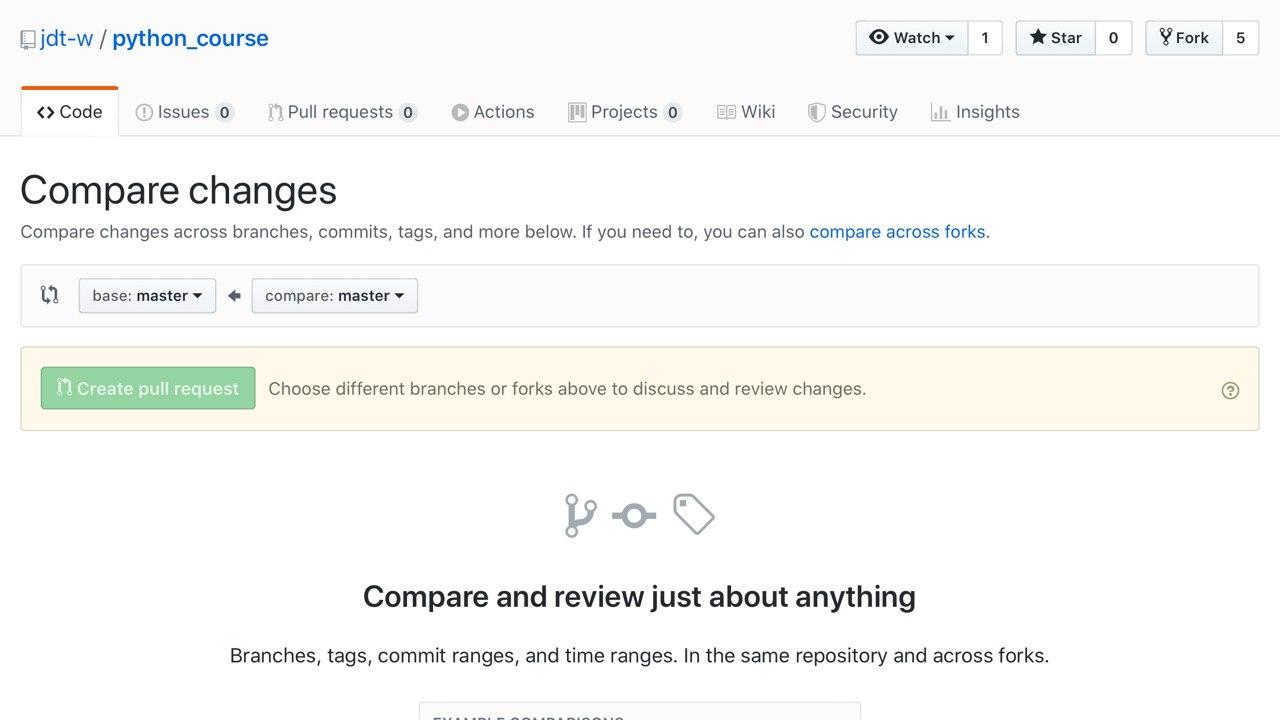 jdt-w / python_course
Watch 1 Star 0 Fork 5
Code Issues 0 Pull requests 0 Actions Projects 0 Wiki Security Insights
Compare changes
Compare changes across branches, commits, tags, and more below. If you need to, you can also compare across forks.
base: master compare: master
Create pull request Choose different branches or forks above to discuss and review changes.
Compare and review just about anything
Branches, tags, commit ranges, and time ranges. In the same repository and across forks.
EXAMPLE COMPARISONS